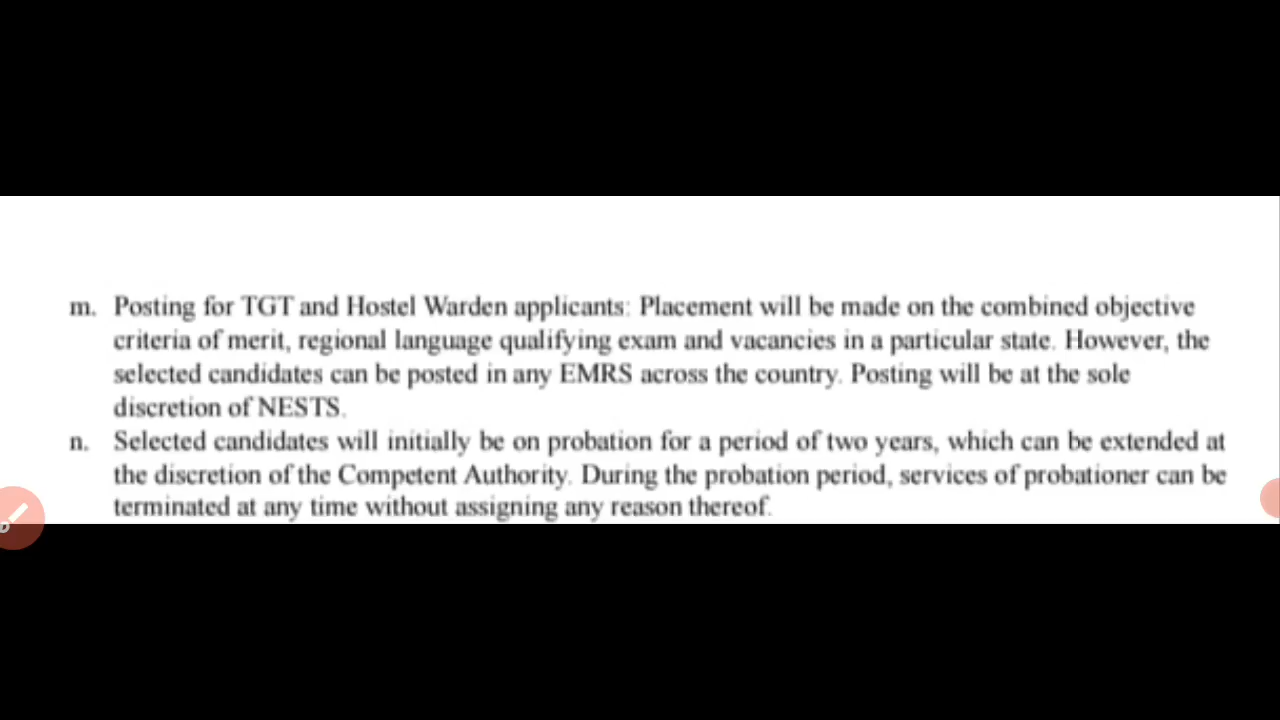 m. Posting for TGT and Hostel Warden applicants: Placement will be made on the combined objective
criteria of merit, regional language qualifying exam and vacancies in a particular state. However, the
selected candidates can be posted in any EMRS across the country. Posting will be at the sole
discretion of NESTS.
n. Selected candidates will initially be on probation for a period of two years, which can be extended at
the discretion of the Competent Authority. During the probation period, services of probationer can be
terminated at any time without assigning any reason thereof.